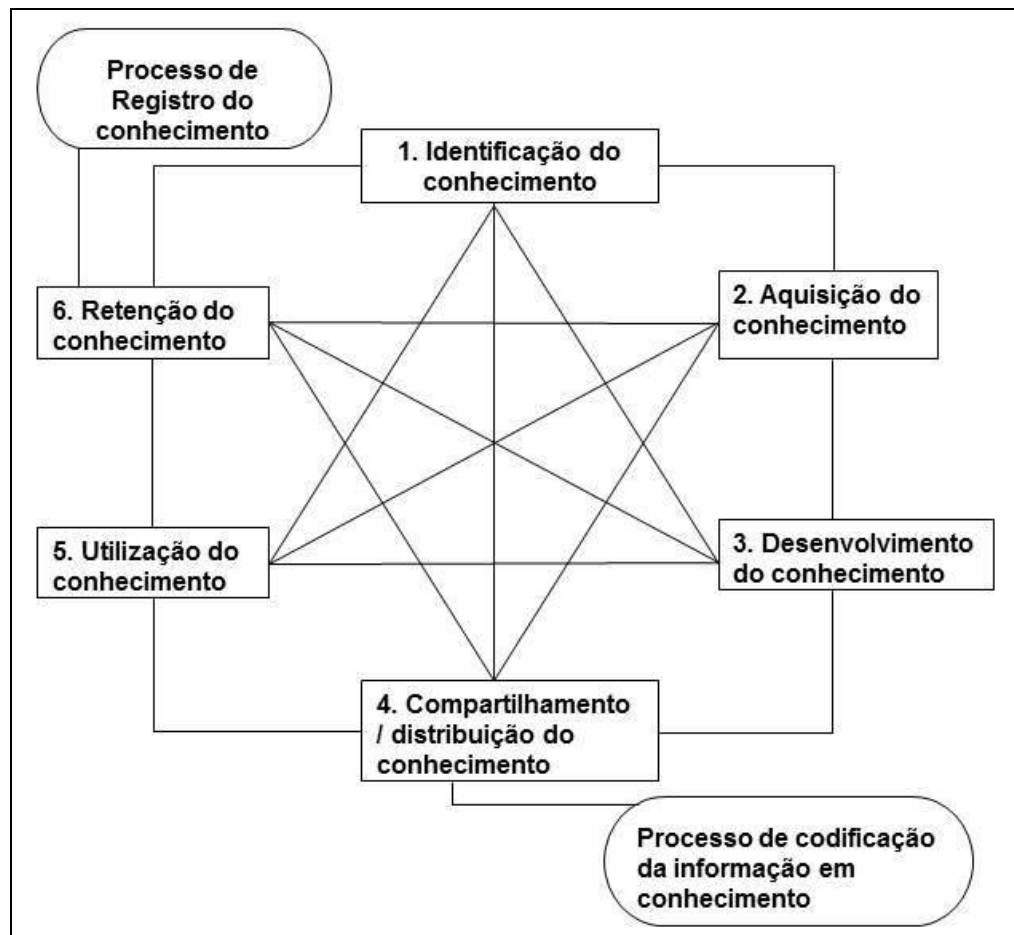 Processo de
Registro do
conhecimento
1. Identificação do
conhecimento
6. Retenção do
conhecimento
2. Aquisição do
conhecimento
5. Utilização do
conhecimento
3. Desenvolvimento
do conhecimento
4. Compartilhamento
/ distribuição do
conhecimento
Processo de codificação
da informação em
conhecimento